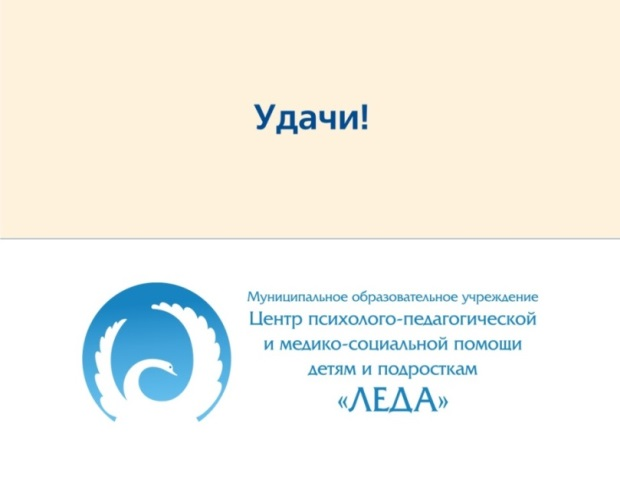 Удачи!
Муниципальное образовательное учреждение
Центр психолого-педагогической
и медико-социальной помощи
детям и подросткам
«ЛЕДА»